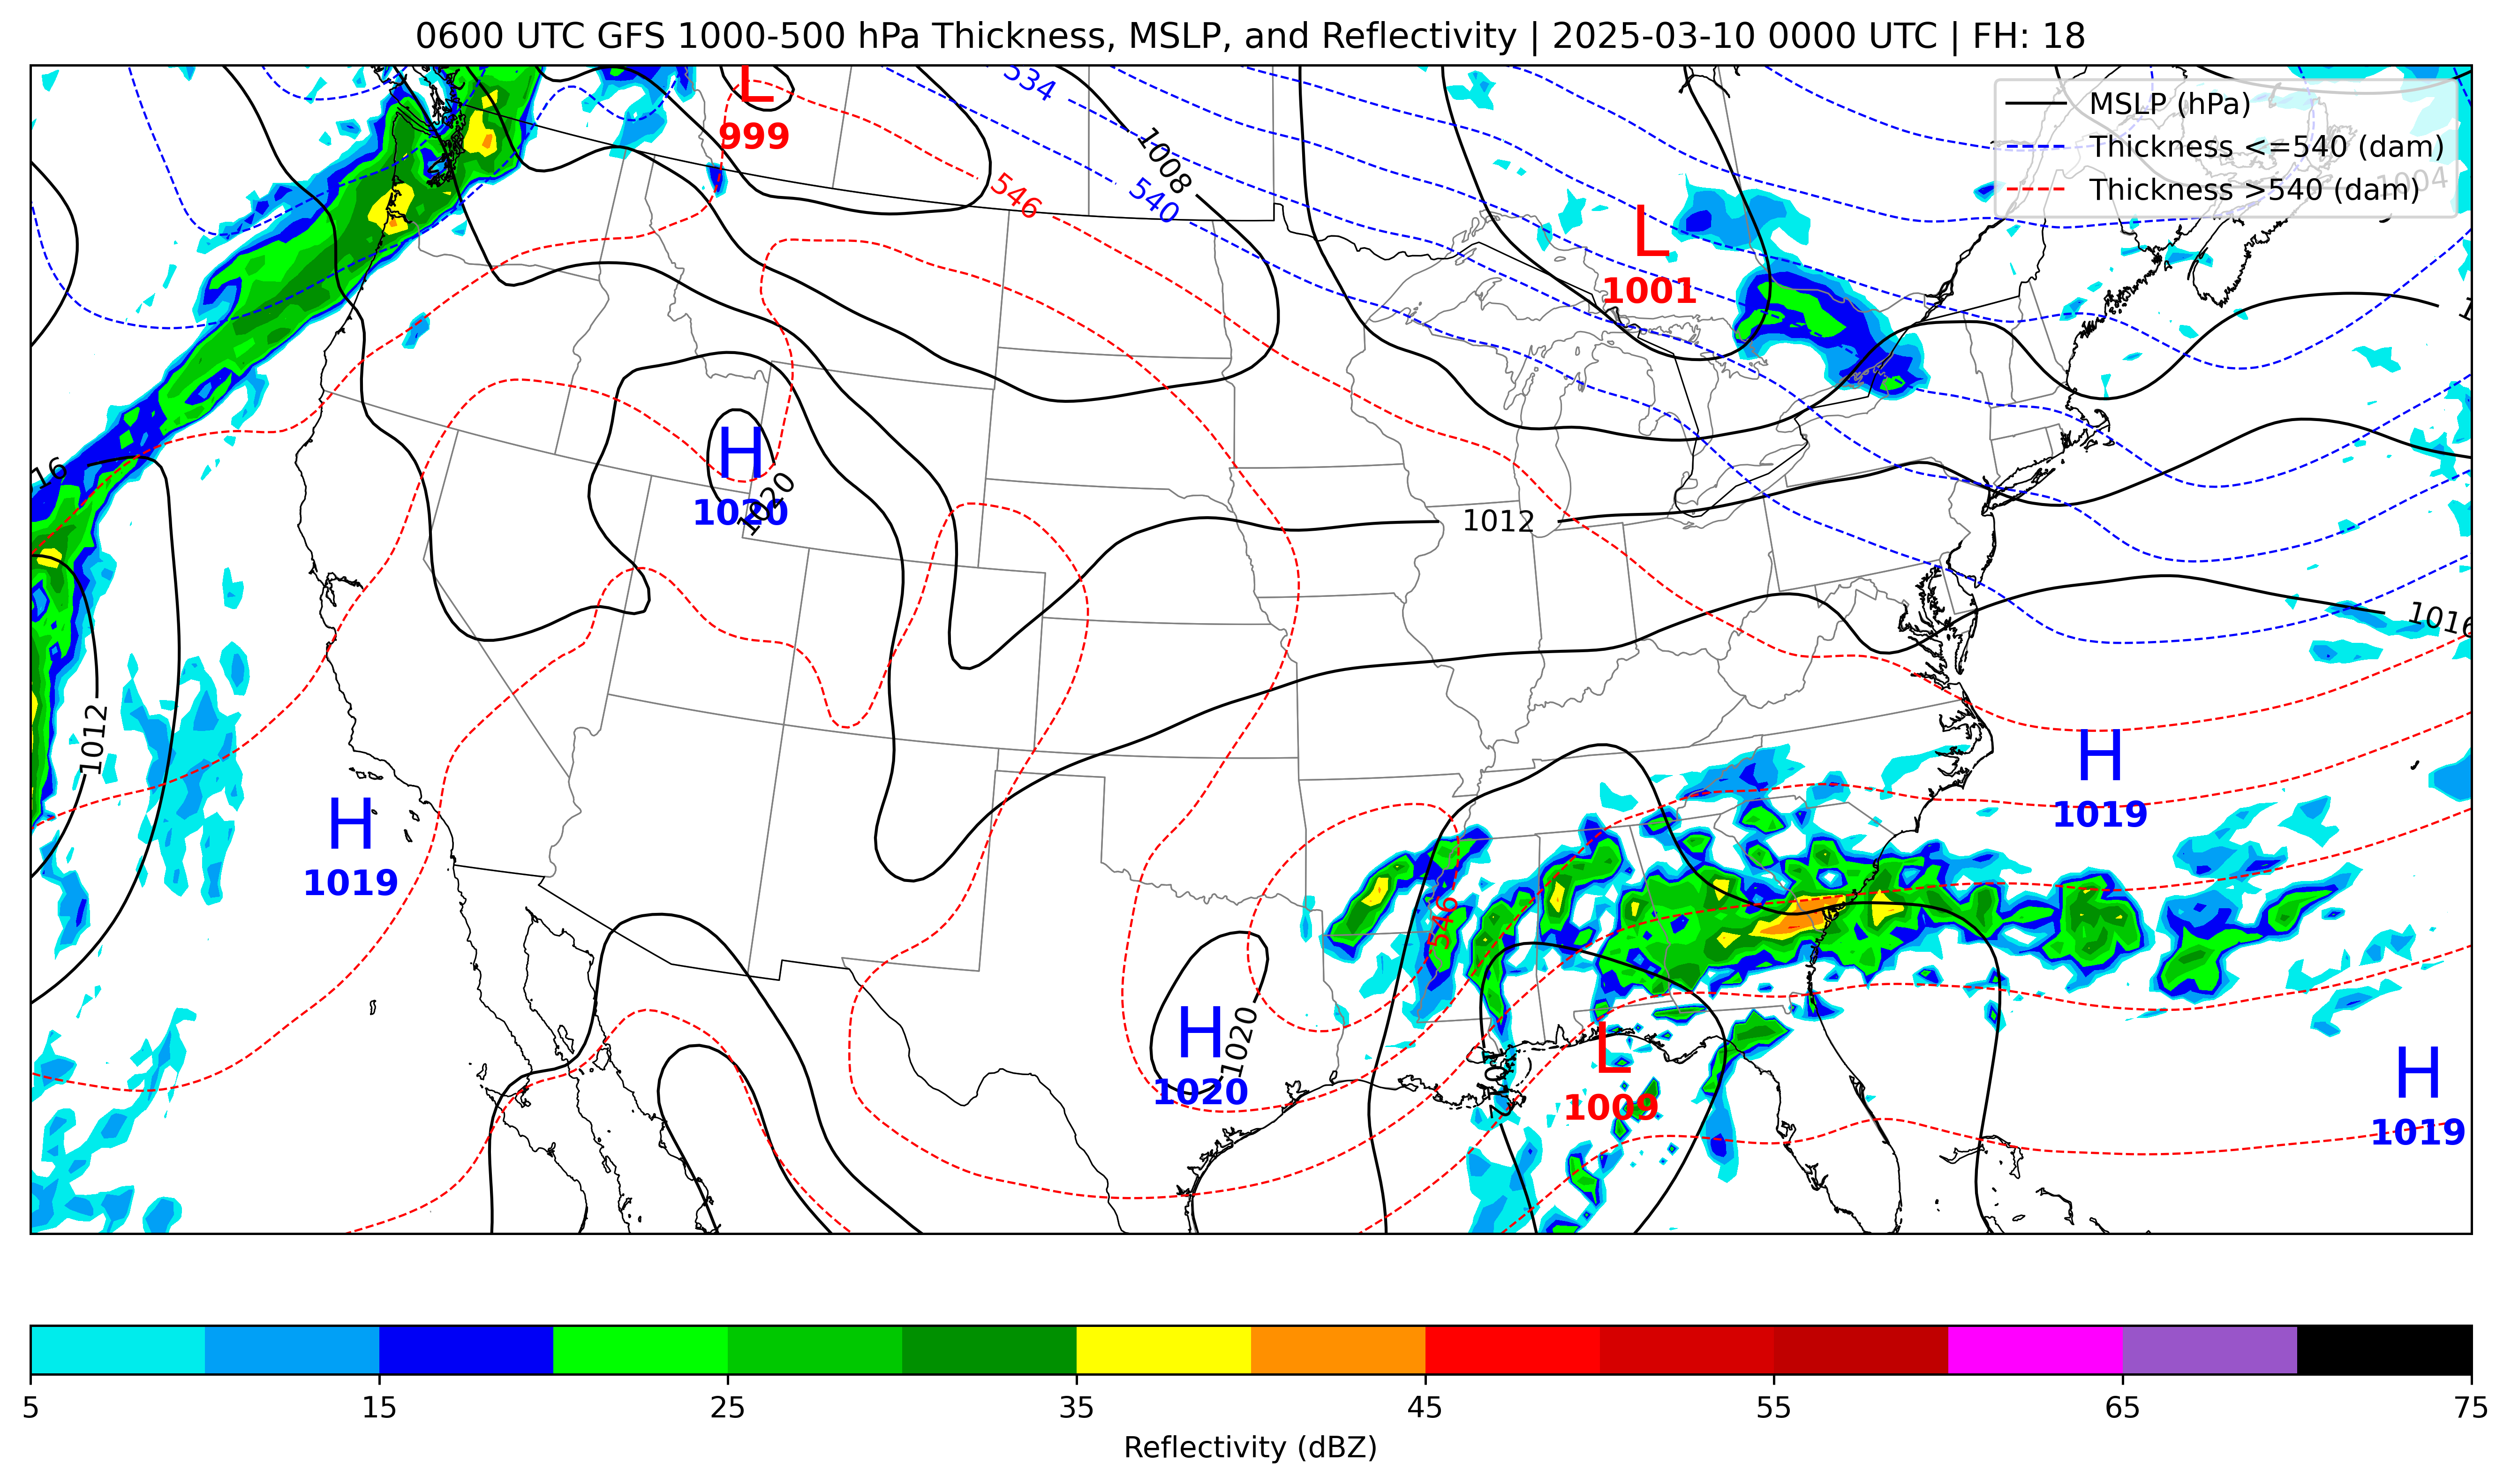 0600 UTC GFS 1000-500 hPa Thickness, MSLP, and Reflectivity | 2025-03-10 0000 UTC | FH: 18
MSLP (hPa)
Thickness <=540 (dam)
Thickness >540 (dam)
L
999
534
1008
546
540
1004
L
1001
H
1020
1020
16
1012
1016
1012
H
1019
H
1019
546
H
1020
1020
L
1009
1012
H
1019
5 15 25 35 45 55 65 75
Reflectivity (dBZ)